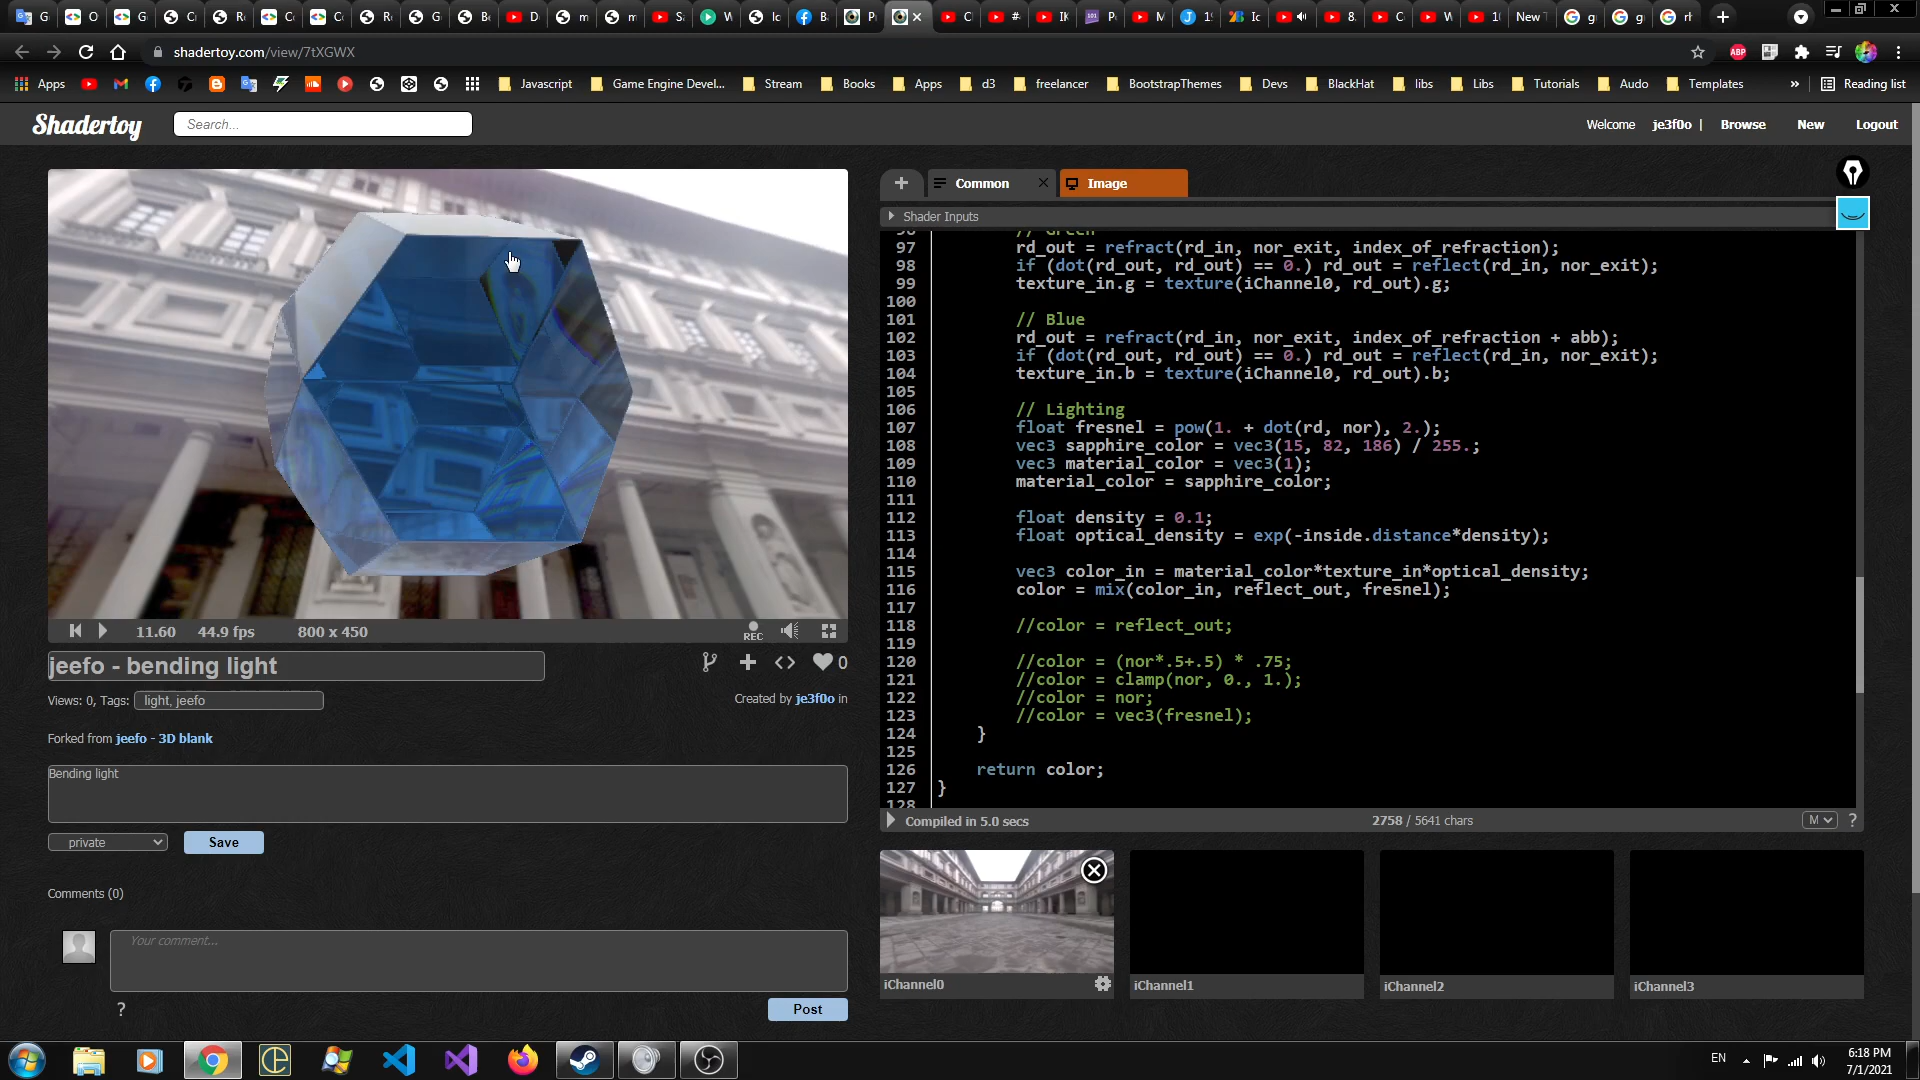 shadertoy.com/view/7tXGWX
ABP
Apps
Javascript
Game Engine Devel...
Stream
Books
Apps
d3
freelancer
BootstrapThemes
Devs
BlackHat
libs
Libs
Tutorials
Audo
Templates
»
Reading list
Shadertoy
Search...
Welcome je3f0o | Browse New Logout
Common
Image
Shader Inputs
96 // Green
97 rd_out = refract(rd_in, nor_exit, index_of_refraction);
98 if (dot(rd_out, rd_out) == 0.) rd_out = reflect(rd_in, nor_exit);
99 texture_in.g = texture(iChannel0, rd_out).g;
100
101 // Blue
102 rd_out = refract(rd_in, nor_exit, index_of_refraction + abb);
103 if (dot(rd_out, rd_out) == 0.) rd_out = reflect(rd_in, nor_exit);
104 texture_in.b = texture(iChannel0, rd_out).b;
105
106 // Lighting
107 float fresnel = pow(1. + dot(rd, nor), 2.);
108 vec3 sapphire_color = vec3(15, 82, 186) / 255.;
109 vec3 material_color = vec3(1);
110 material_color = sapphire_color;
111
112 float density = 0.1;
113 float optical_density = exp(-inside.distance*density);
114
115 vec3 color_in = material_color*texture_in*optical_density;
116 color = mix(color_in, reflect_out, fresnel);
117
118 //color = reflect_out;
119
120 //color = (nor*.5+.5) * .75;
121 //color = clamp(nor, 0., 1.);
122 //color = nor;
123 //color = vec3(fresnel);
124 }
125
126 return color;
127 }
128
11.60 44.9 fps 800 x 450
REC
jeefo - bending light
0
Views: 0, Tags: light, jeefo
Created by je3f0o in
Forked from jeefo - 3D blank
Bending light
private
Save
Comments (0)
Your comment...
?
Post
Compiled in 5.0 secs
2758 / 5641 chars
M
?
iChannel0
iChannel1
iChannel2
iChannel3
EN
6:18 PM
7/1/2021